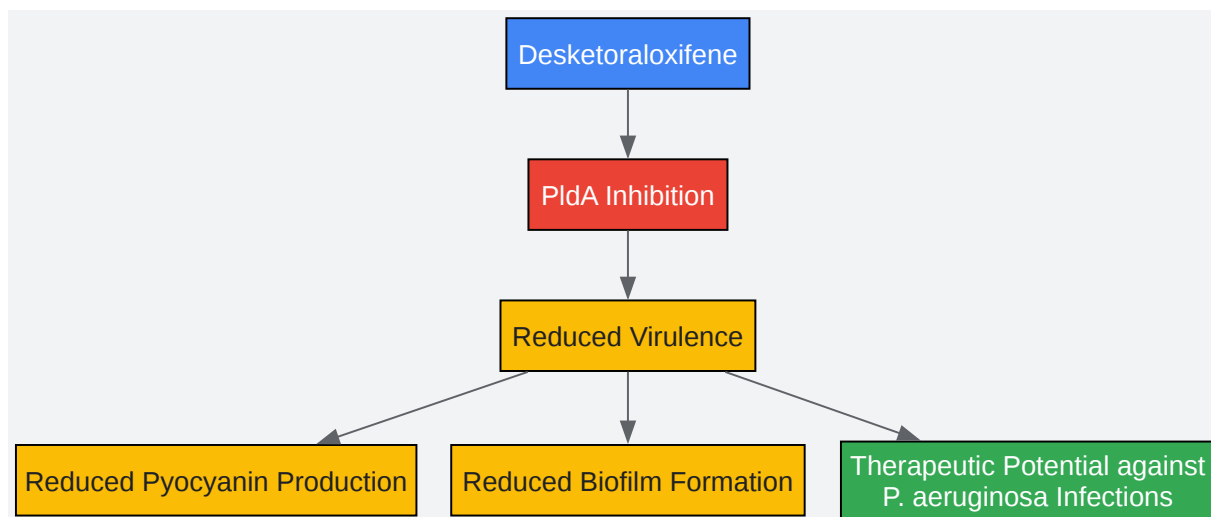 Desketoraloxifene
PldA Inhibition
Reduced Virulence
Reduced Pyocyanin Production
Reduced Biofilm Formation
Therapeutic Potential against
P. aeruginosa Infections